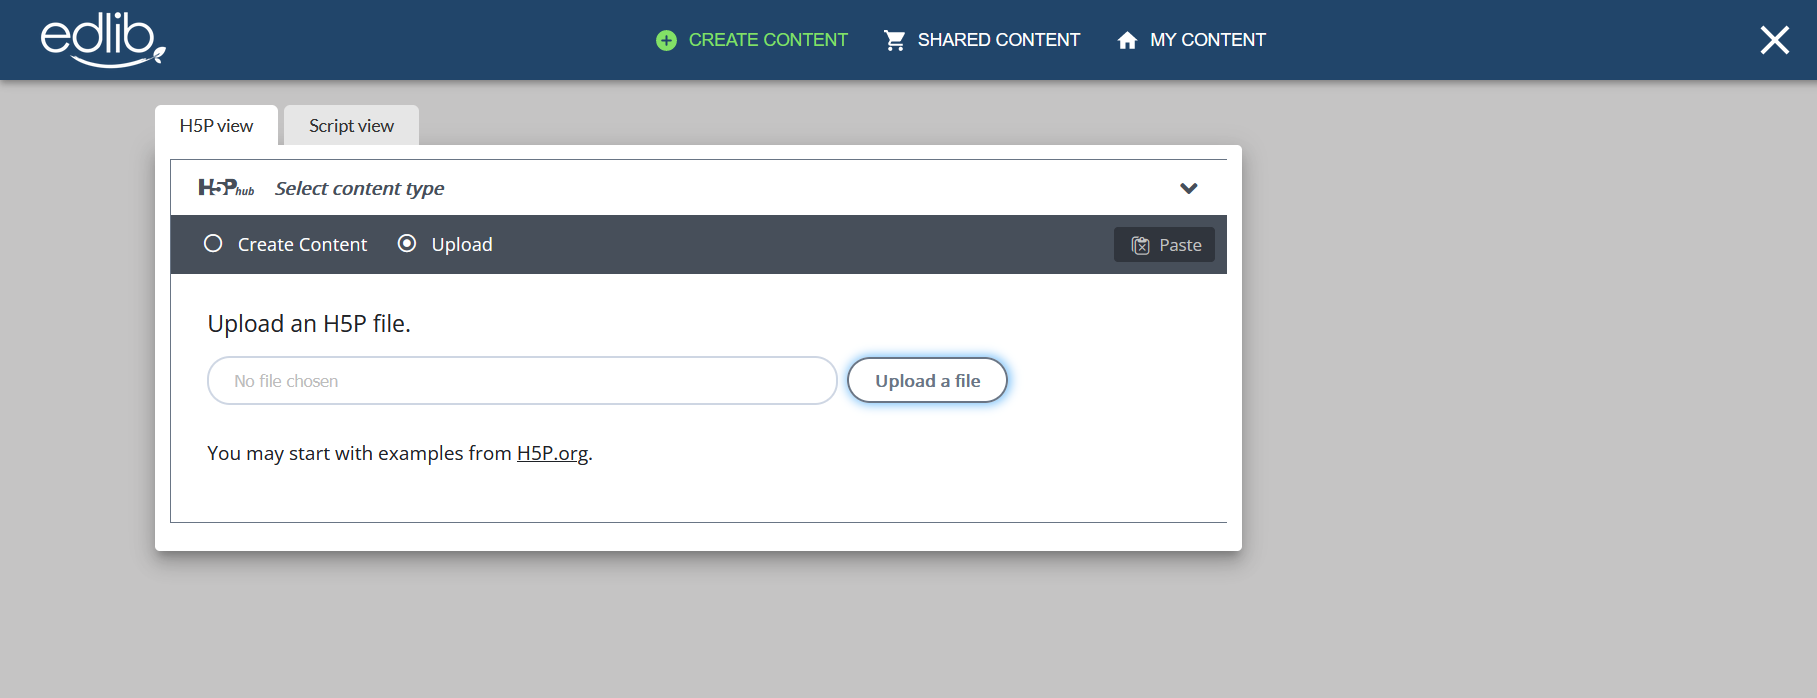 edlib
CREATE CONTENT SHARED CONTENT MY CONTENT
H5P view Script view
H5P hub Select content type
Create Content Upload Paste
Upload an H5P file.
No file chosen Upload a file
You may start with examples from H5P.org.